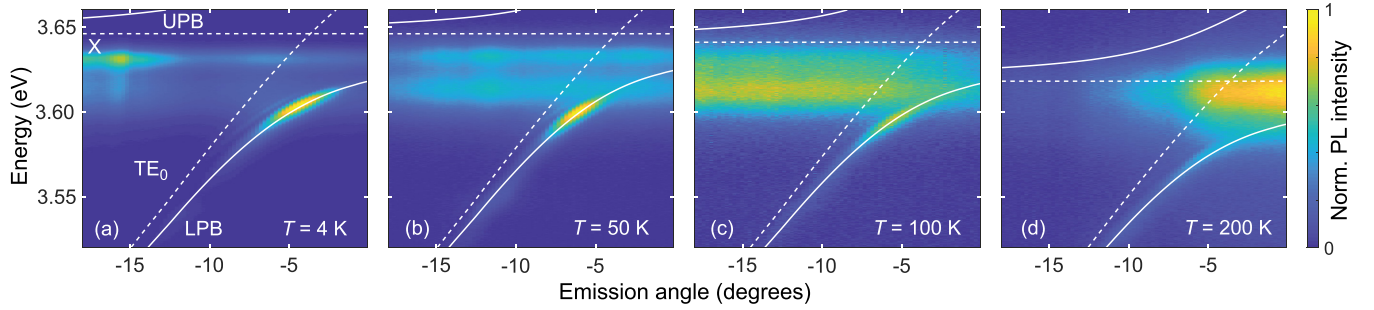 3.65
3.60
3.55
Energy (eV)
UPB
X
TE0
LPB
(a)
T = 4 K
(b)
T = 50 K
(c)
T = 100 K
(d)
T = 200 K
-15 -10 -5 -15 -10 -5 -15 -10 -5 -15 -10 -5
Emission angle (degrees)
1
0
Norm. PL intensity